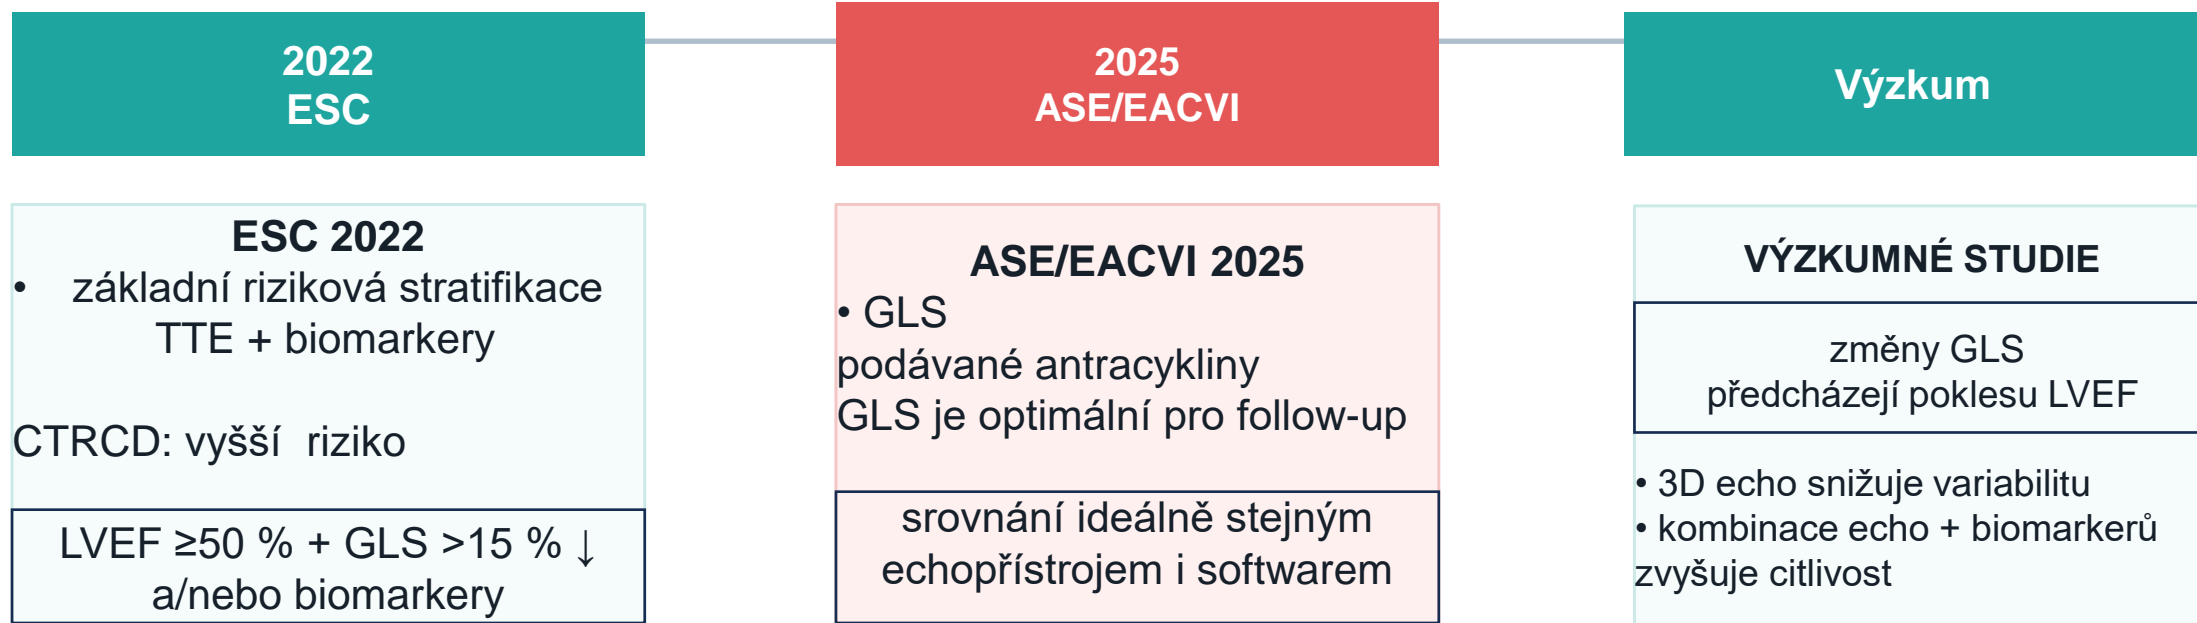 2022
ESC
2025
ASE/EACVI
Výzkum
ESC 2022
• základní riziková stratifikace
TTE + biomarkery
CTRCD: vyšší riziko
LVEF ≥50 % + GLS >15 % ↓
a/nebo biomarkery
ASE/EACVI 2025
• GLS
podávané antracykliny
GLS je optimální pro follow-up
srovnání ideálně stejným
echopřístrojem i softwarem
VÝZKUMNÉ STUDIE
změny GLS
předcházejí poklesu LVEF
• 3D echo snižuje variabilitu
• kombinace echo + biomarkerů
zvyšuje citlivost